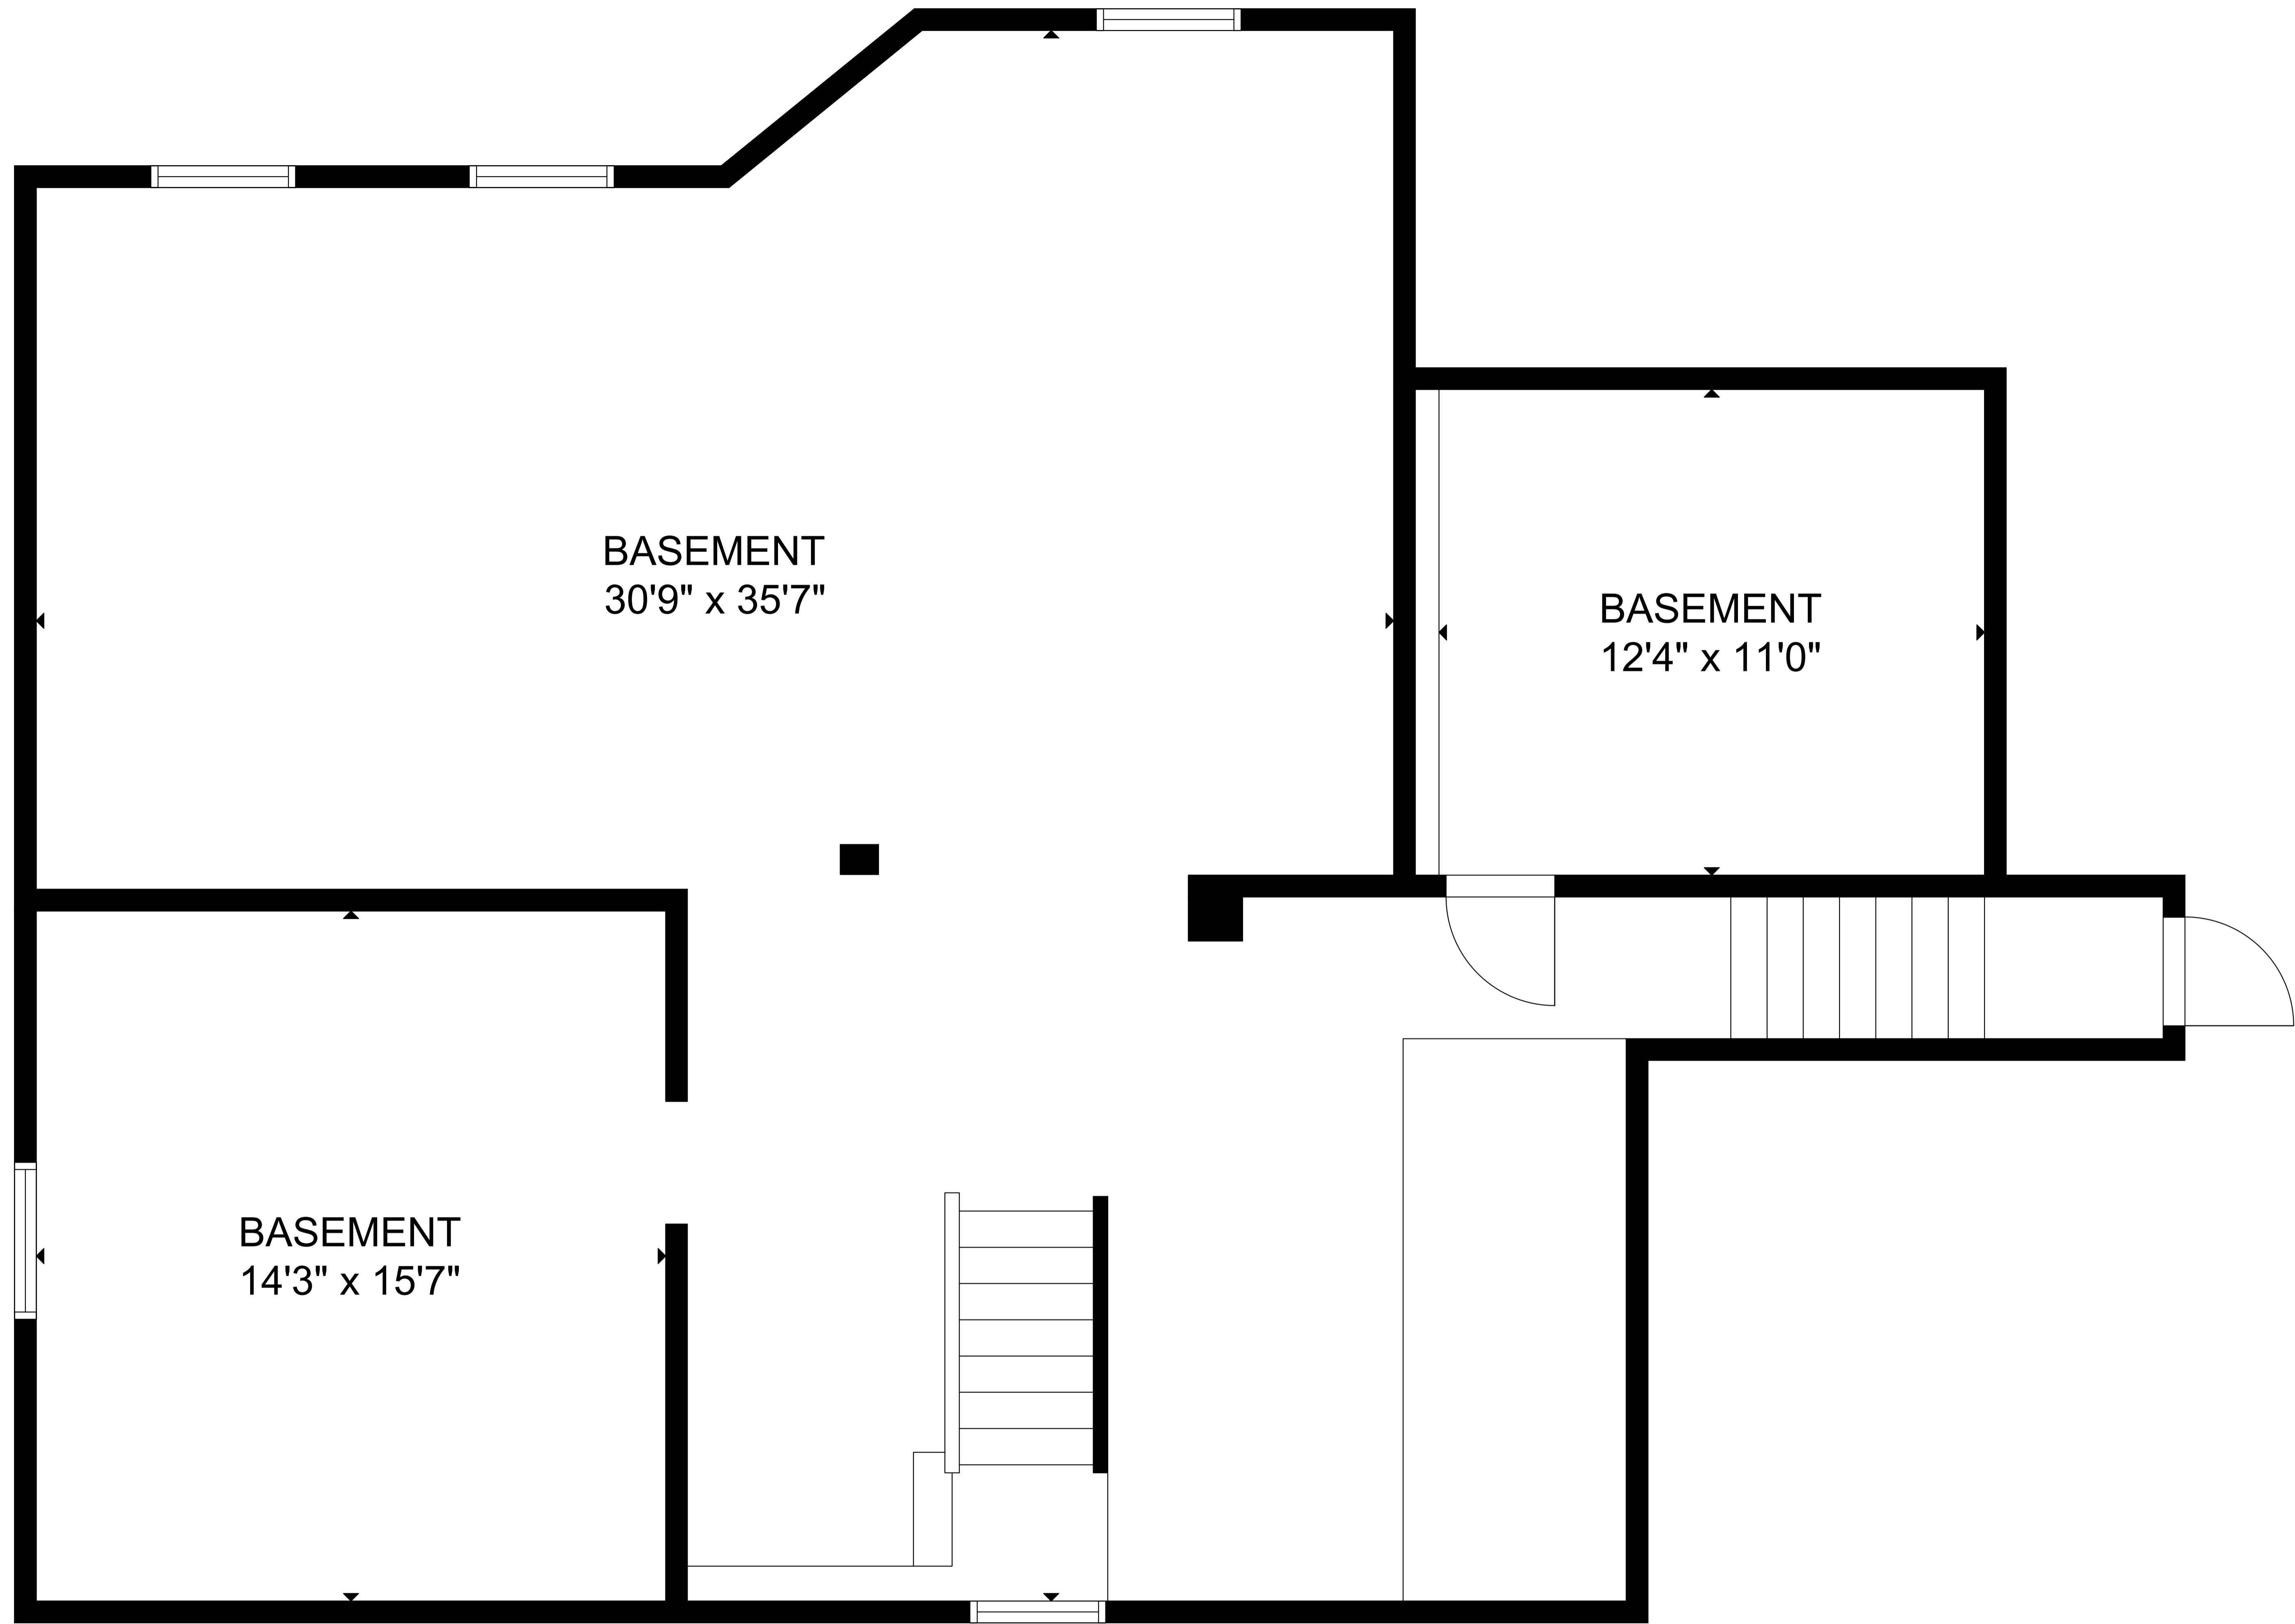 BASEMENT
30'9" x 35'7"
BASEMENT
12'4" x 11'0"
BASEMENT
14'3" x 15'7"